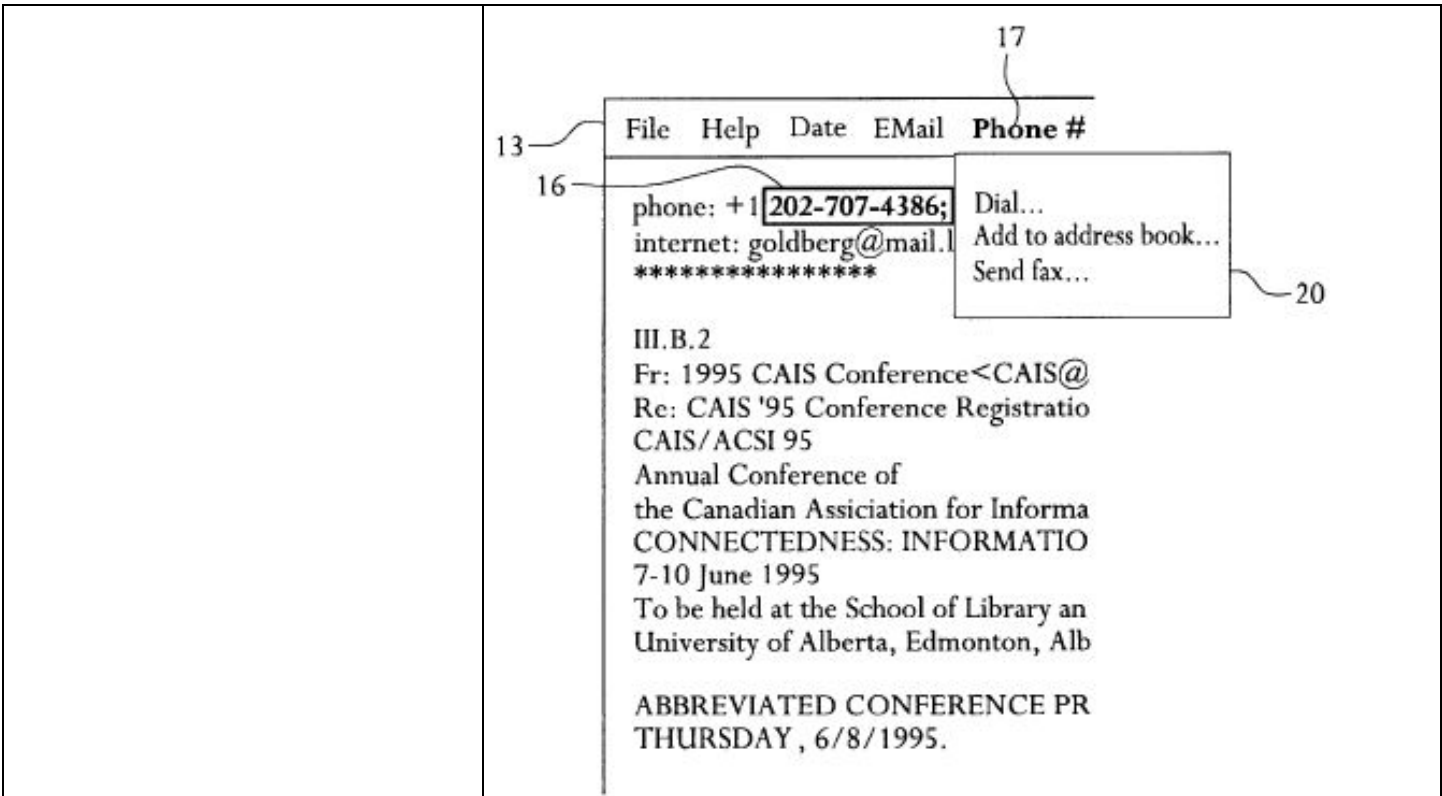 17
13
File Help Date EMail Phone #
16
phone: +1 202-707-4386;
Dial...
internet: goldberg@mail.l
Add to address book...
****************
Send fax...
20
III.B.2
Fr: 1995 CAIS Conference<CAIS@
Re: CAIS '95 Conference Registratio
CAIS/ACSI 95
Annual Conference of
the Canadian Assiciation for Informa
CONNECTEDNESS: INFORMATIO
7-10 June 1995
To be held at the School of Library an
University of Alberta, Edmonton, Alb
ABBREVIATED CONFERENCE PR
THURSDAY, 6/8/1995.